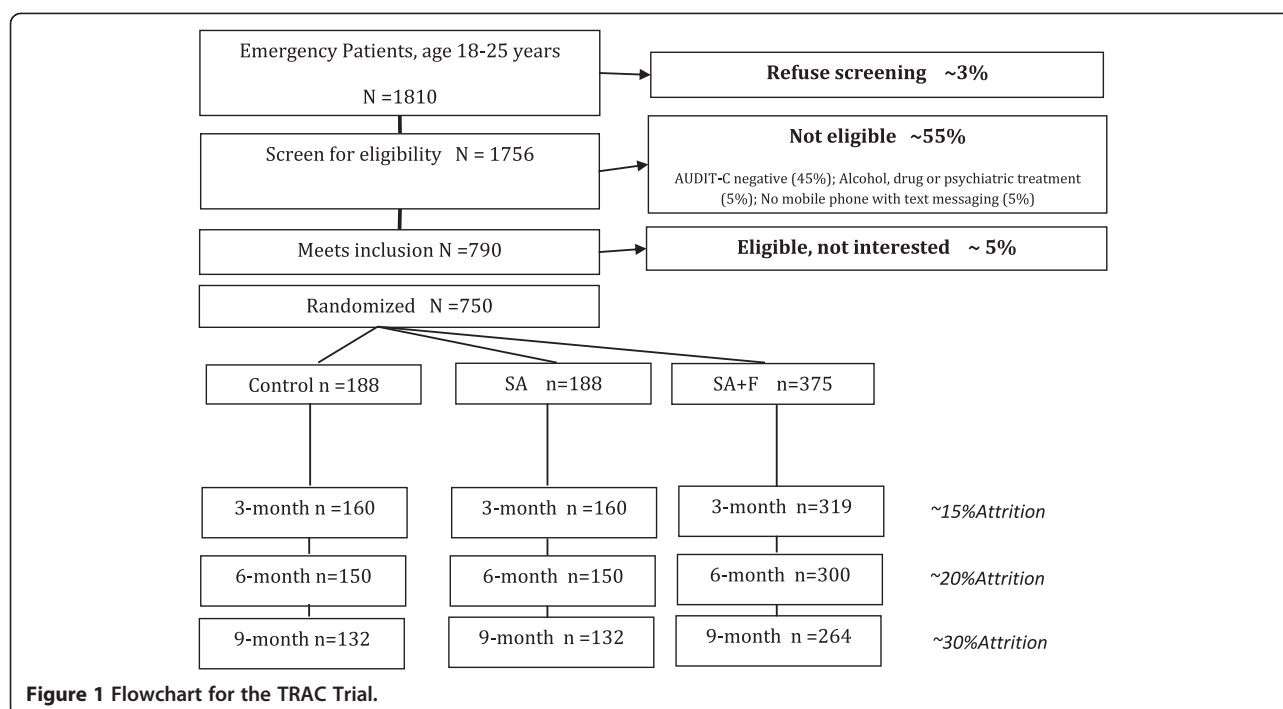 Emergency Patients, age 18-25 years
N =1810
Refuse screening ~3%
Screen for eligibility N = 1756
Not eligible ~55%
AUDIT-C negative (45%); Alcohol, drug or psychiatric treatment
(5%); No mobile phone with text messaging (5%)
Meets inclusion N =790
Eligible, not interested ~ 5%
Randomized N =750
Control n =188
SA n=188
SA+F n=375
3-month n =160
3-month n =160
3-month n=319
~15%Attrition
6-month n=150
6-month n=150
6-month n=300
~20%Attrition
9-month n=132
9-month n =132
9-month n =264
~30%Attrition
Figure 1 Flowchart for the TRAC Trial.